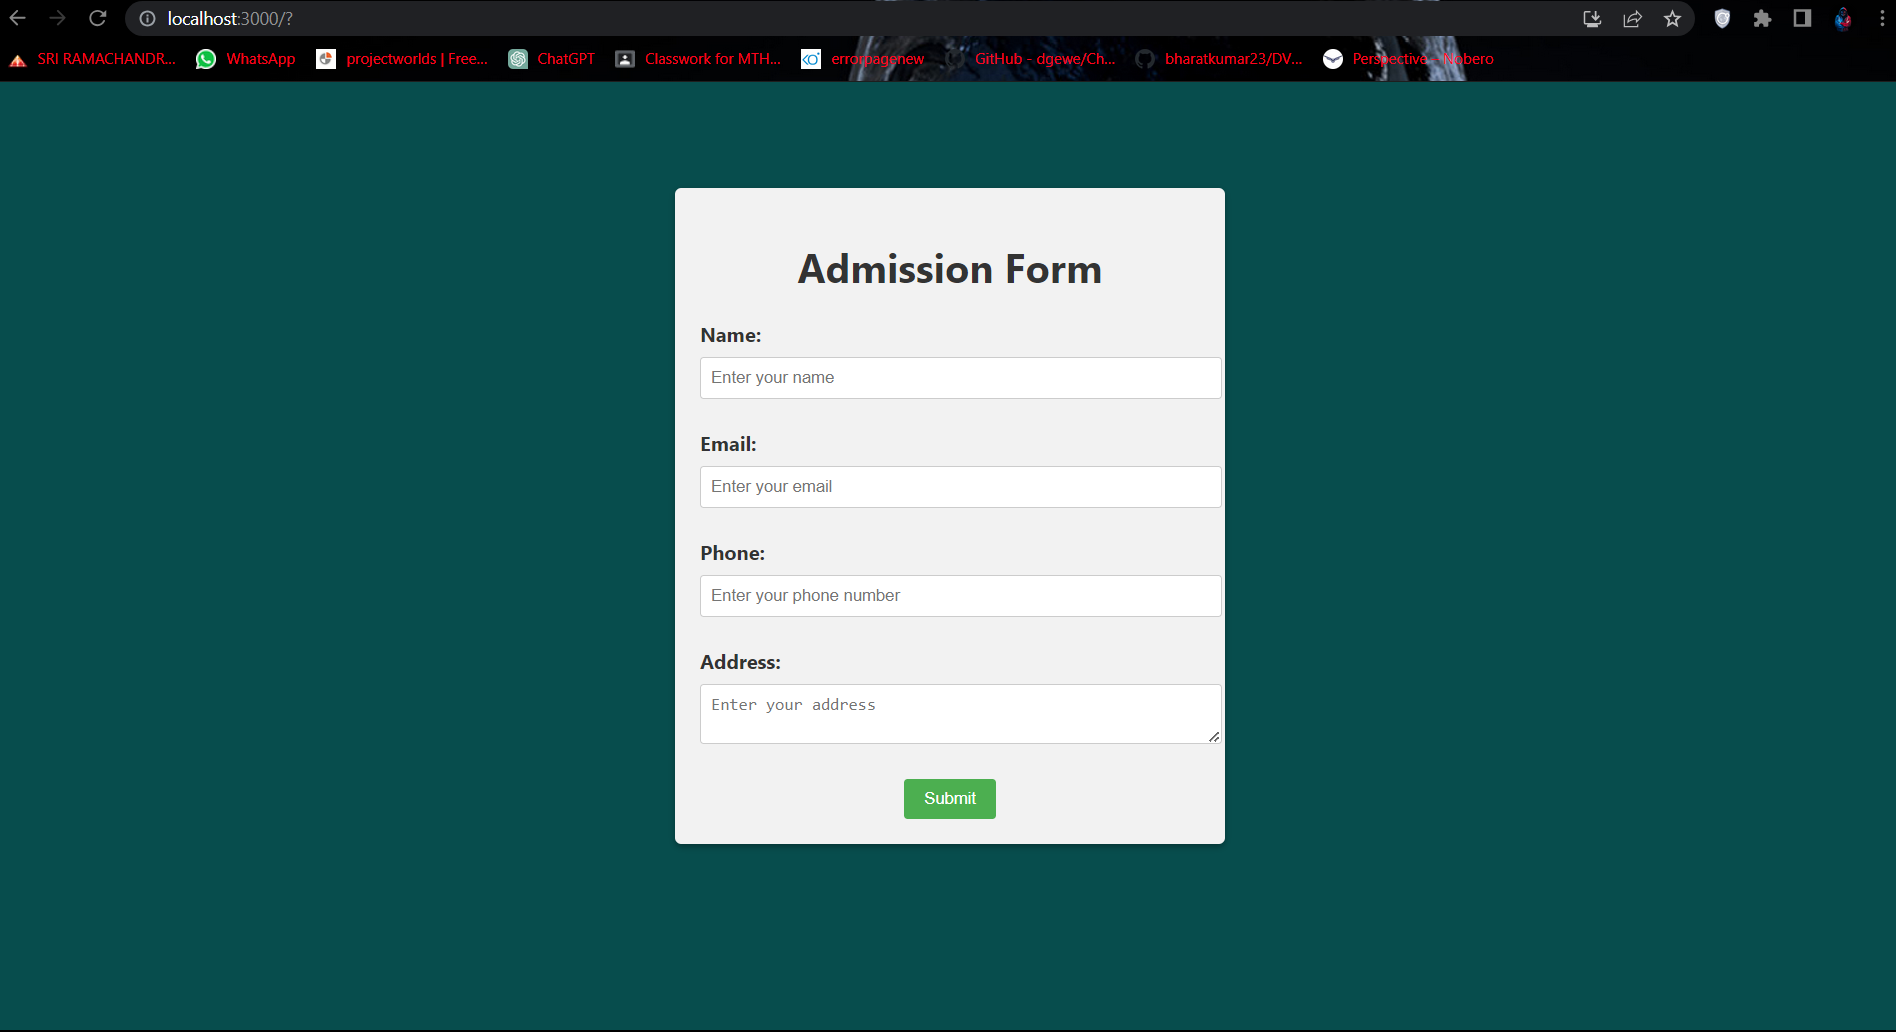 localhost:3000/?
SRI RAMACHANDR... WhatsApp projectworlds | Free... ChatGPT Classwork for MTH... errorpagenew GitHub - dgewe/Ch... bharatkumar23/DV... Perspective - Nobero
Admission Form
Name:
Enter your name
Email:
Enter your email
Phone:
Enter your phone number
Address:
Enter your address
Submit